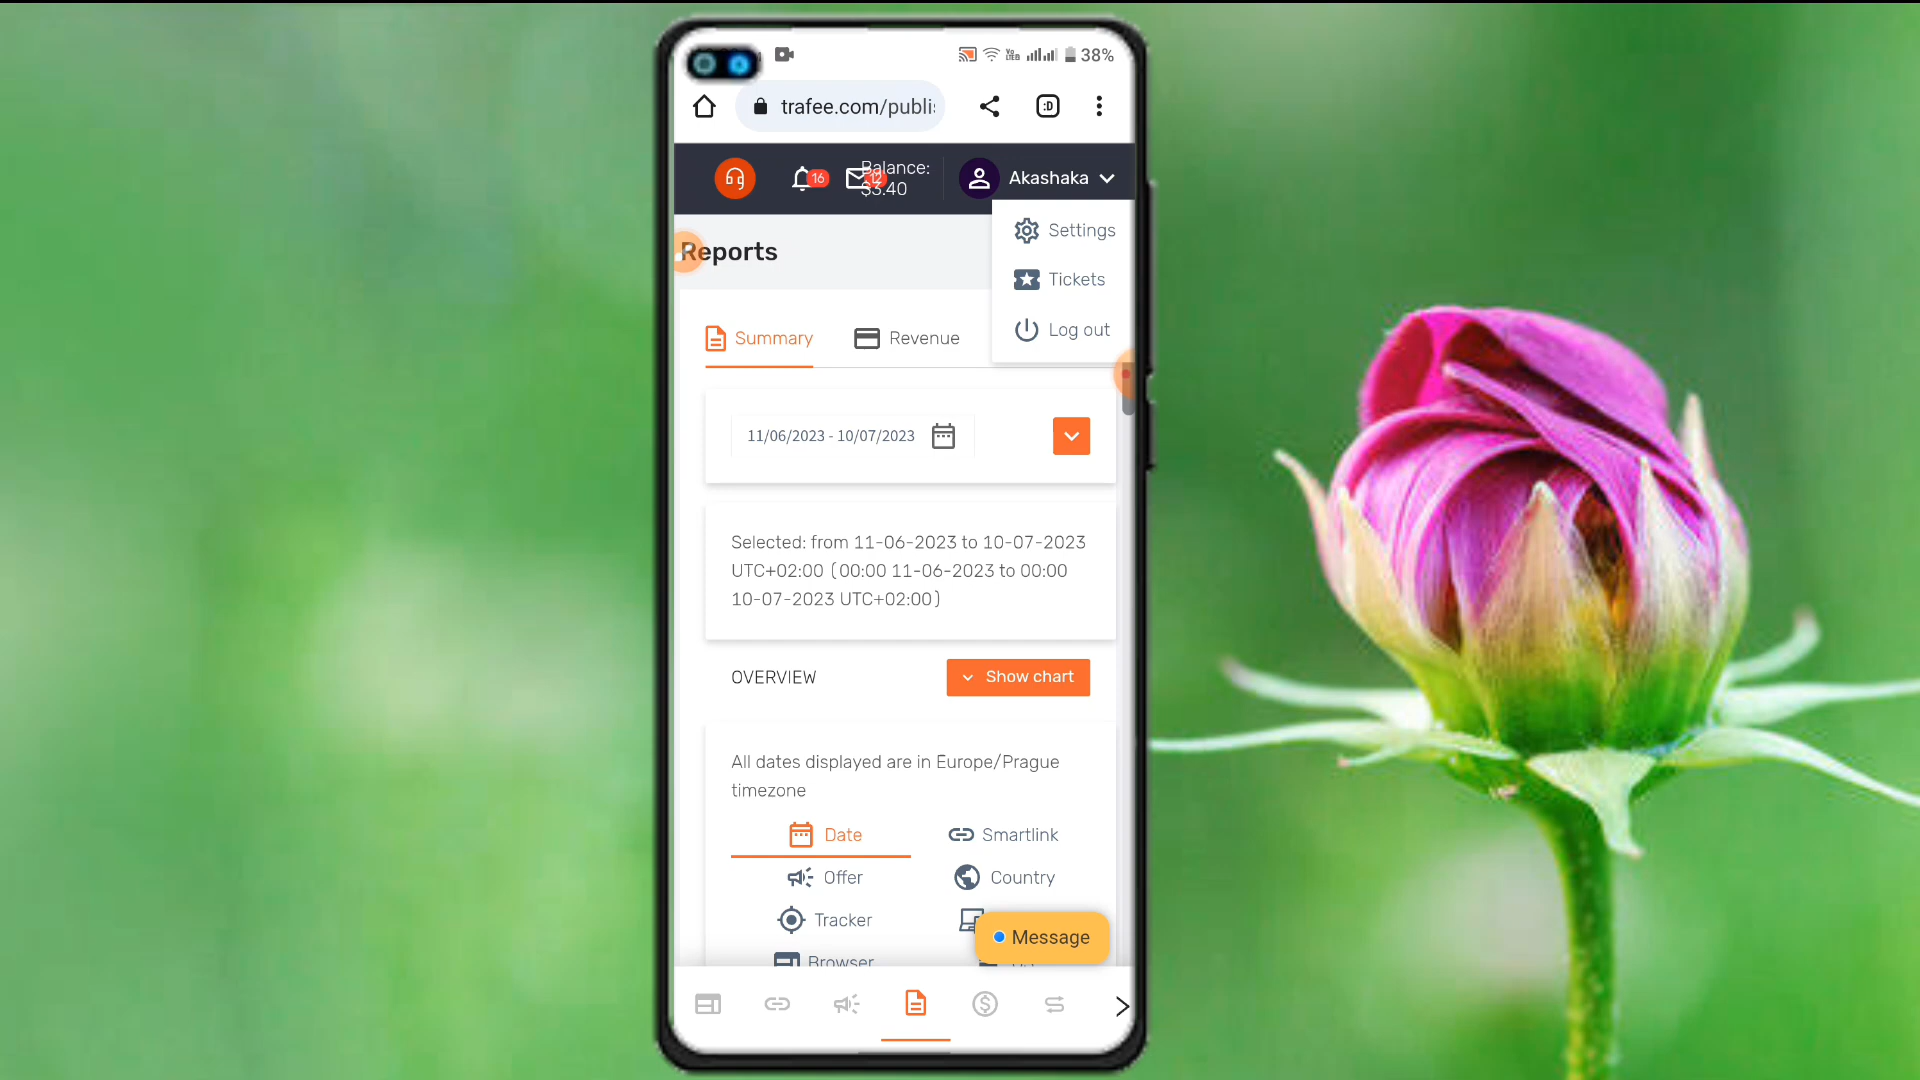 38%
trafee.com/publi
Balance:
$3.40
16
12
Akashaka
Settings
Reports
Tickets
Log out
Summary
Revenue
11/06/2023 - 10/07/2023
Selected: from 11-06-2023 to 10-07-2023
UTC+02:00 (00:00 11-06-2023 to 00:00
10-07-2023 UTC+02:00)
OVERVIEW
Show chart
All dates displayed are in Europe/Prague
timezone
Date
Smartlink
Offer
Country
Tracker
Message
Browser